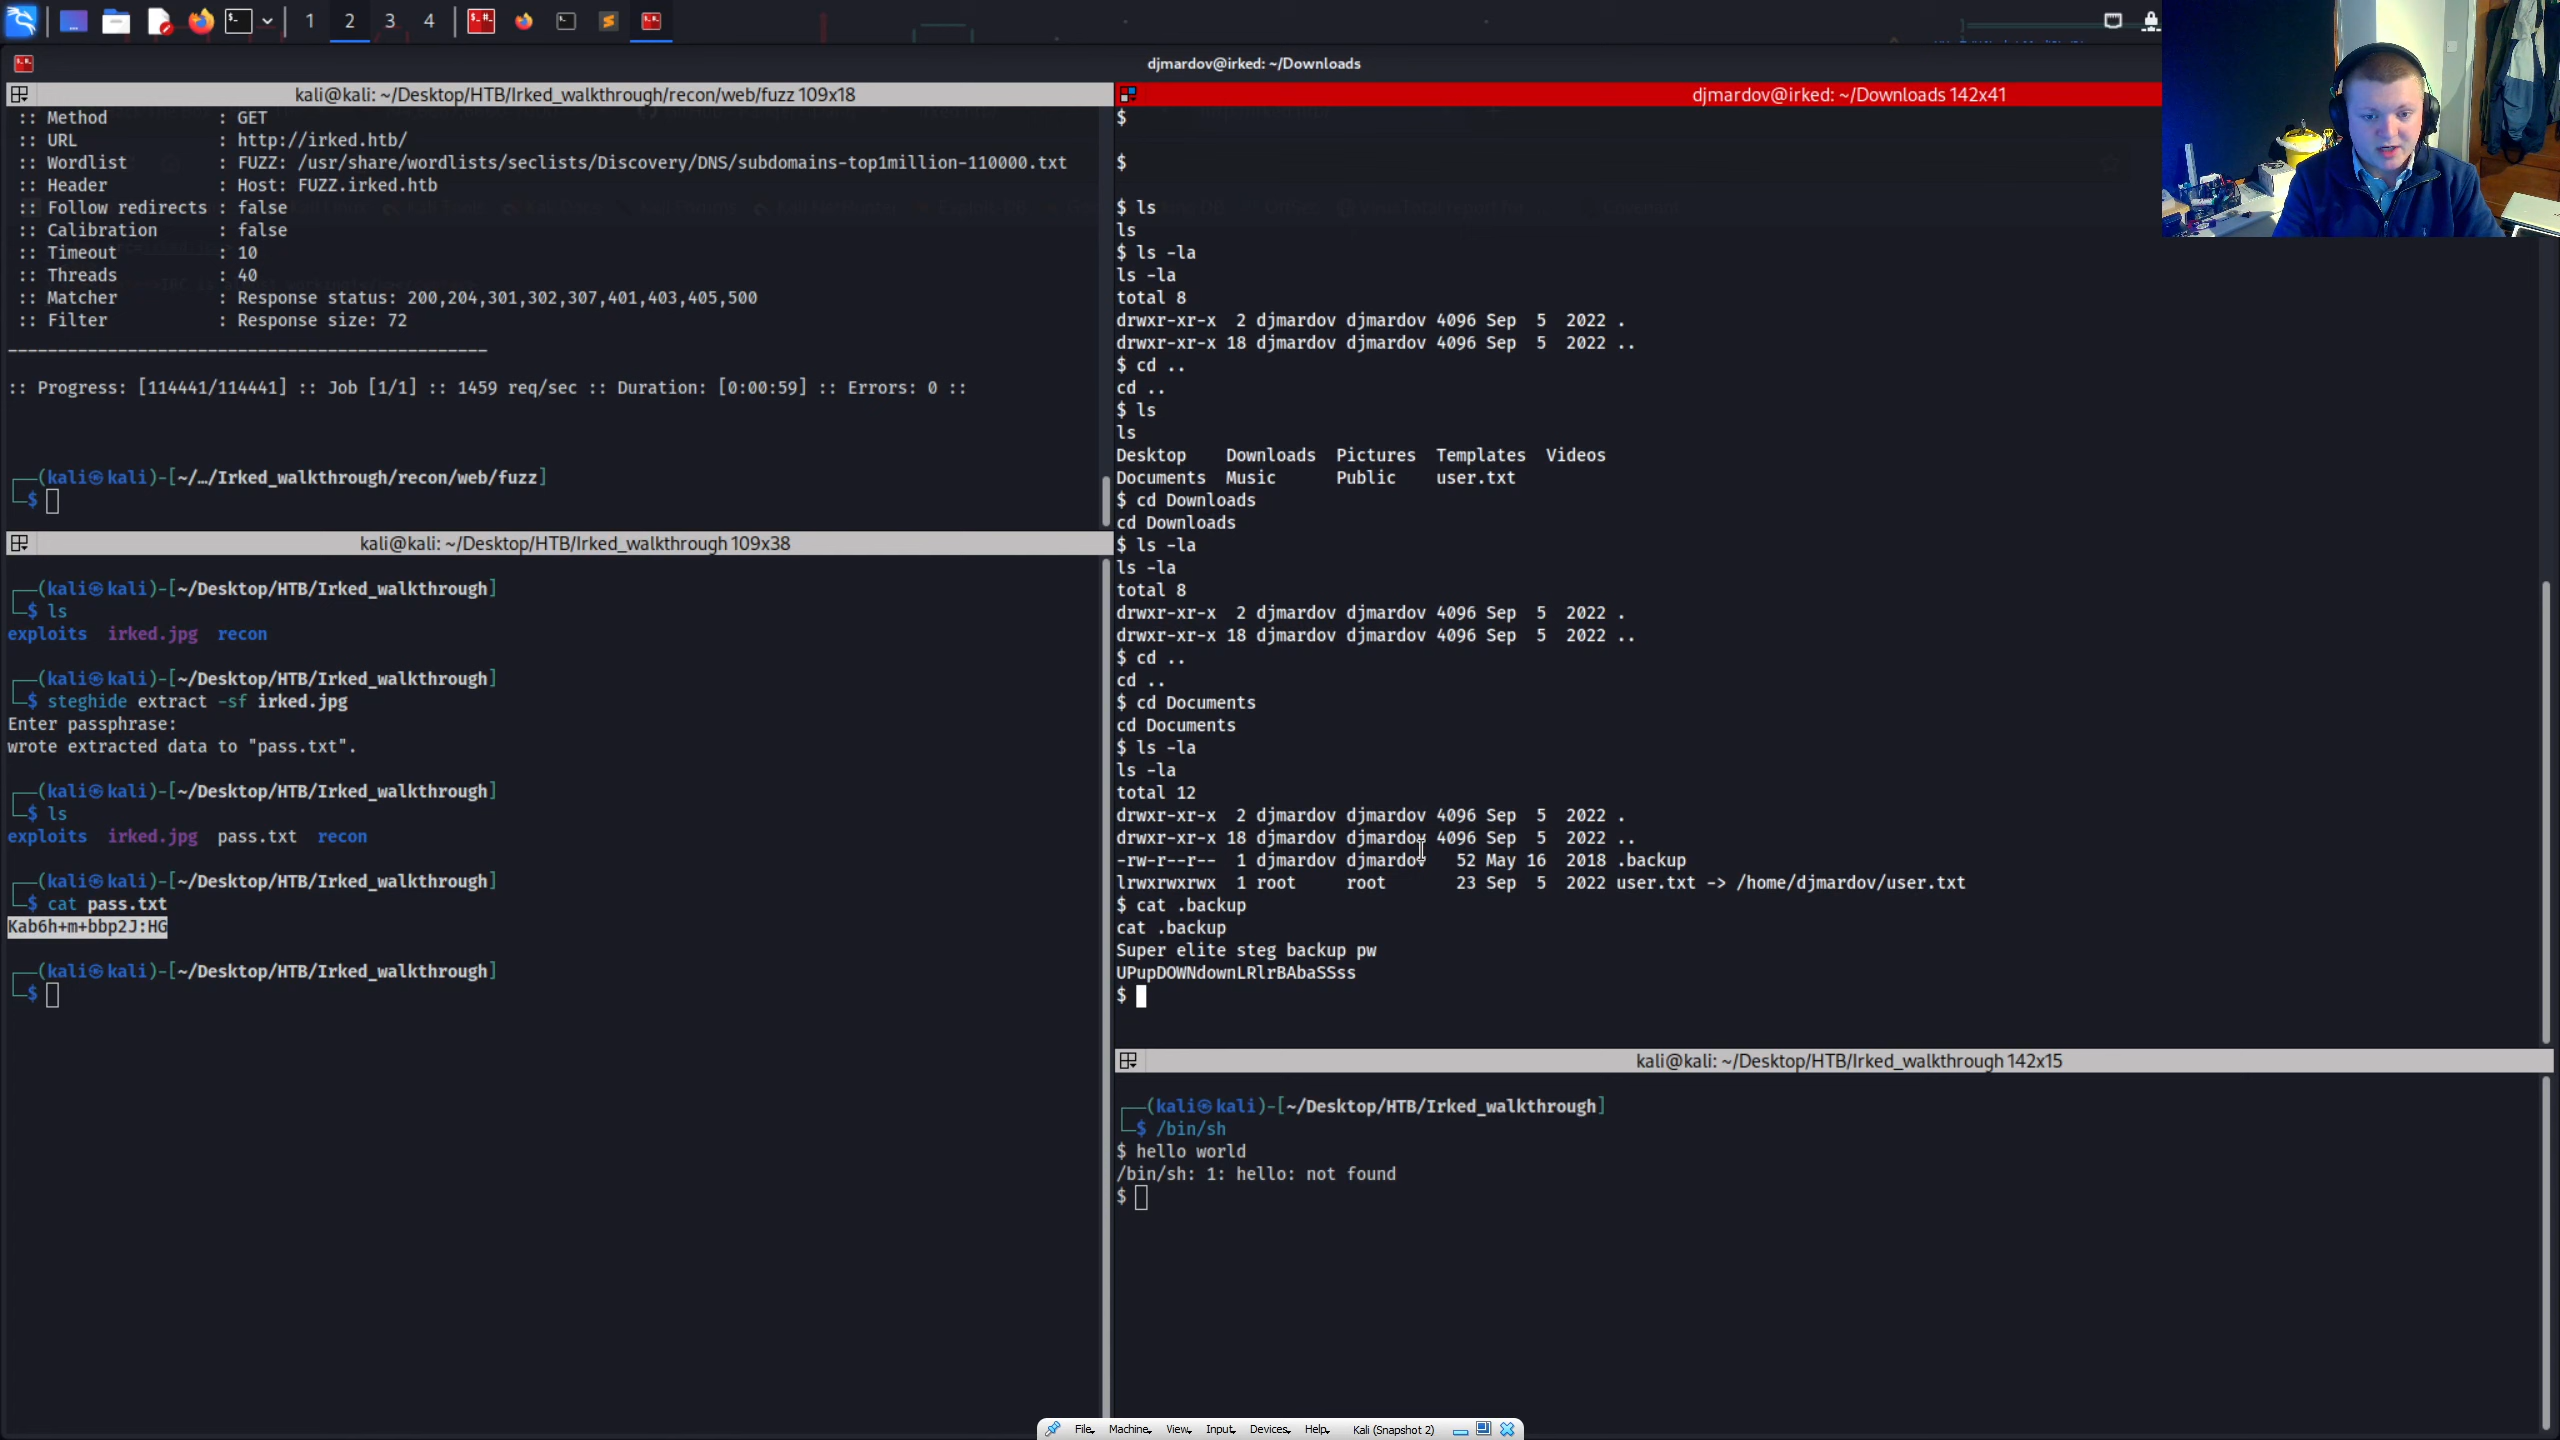 1 2 3 4
djmardov@irked: ~/Downloads
kali@kali: ~/Desktop/HTB/Irked_walkthrough/recon/web/fuzz 109x18
:: Method : GET
:: URL : http://irked.htb/
:: Wordlist : FUZZ: /usr/share/wordlists/seclists/Discovery/DNS/subdomains-top1million-110000.txt
:: Header : Host: FUZZ.irked.htb
:: Follow redirects : false
:: Calibration : false
:: Timeout : 10
:: Threads : 40
:: Matcher : Response status: 200,204,301,302,307,401,403,405,500
:: Filter : Response size: 72
________________________________________________
:: Progress: [114441/114441] :: Job [1/1] :: 1459 req/sec :: Duration: [0:00:59] :: Errors: 0 ::
┌──(kali㉿kali)-[~/…/Irked_walkthrough/recon/web/fuzz]
└─$
kali@kali: ~/Desktop/HTB/Irked_walkthrough 109x38
┌──(kali㉿kali)-[~/Desktop/HTB/Irked_walkthrough]
└─$ ls
exploits irked.jpg recon
┌──(kali㉿kali)-[~/Desktop/HTB/Irked_walkthrough]
└─$ steghide extract -sf irked.jpg
Enter passphrase:
wrote extracted data to "pass.txt".
┌──(kali㉿kali)-[~/Desktop/HTB/Irked_walkthrough]
└─$ ls
exploits irked.jpg pass.txt recon
┌──(kali㉿kali)-[~/Desktop/HTB/Irked_walkthrough]
└─$ cat pass.txt
Kab6h+m+bbp2J:HG
┌──(kali㉿kali)-[~/Desktop/HTB/Irked_walkthrough]
└─$
djmardov@irked: ~/Downloads 142x41
$
$
$ ls
ls
$ ls -la
ls -la
total 8
drwxr-xr-x 2 djmardov djmardov 4096 Sep 5 2022 .
drwxr-xr-x 18 djmardov djmardov 4096 Sep 5 2022 ..
$ cd ..
cd ..
$ ls
ls
Desktop Downloads Pictures Templates Videos
Documents Music Public user.txt
$ cd Downloads
cd Downloads
$ ls -la
ls -la
total 8
drwxr-xr-x 2 djmardov djmardov 4096 Sep 5 2022 .
drwxr-xr-x 18 djmardov djmardov 4096 Sep 5 2022 ..
$ cd ..
cd ..
$ cd Documents
cd Documents
$ ls -la
ls -la
total 12
drwxr-xr-x 2 djmardov djmardov 4096 Sep 5 2022 .
drwxr-xr-x 18 djmardov djmardov 4096 Sep 5 2022 ..
-rw-r--r-- 1 djmardov djmardov 52 May 16 2018 .backup
lrwxrwxrwx 1 root root 23 Sep 5 2022 user.txt -> /home/djmardov/user.txt
$ cat .backup
cat .backup
Super elite steg backup pw
UPupDOWNdownLRlrBAbaSSss
$
kali@kali: ~/Desktop/HTB/Irked_walkthrough 142x15
┌──(kali㉿kali)-[~/Desktop/HTB/Irked_walkthrough]
└─$ /bin/sh
$ hello world
/bin/sh: 1: hello: not found
$
File Machine View Input Devices Help Kali (Snapshot 2)